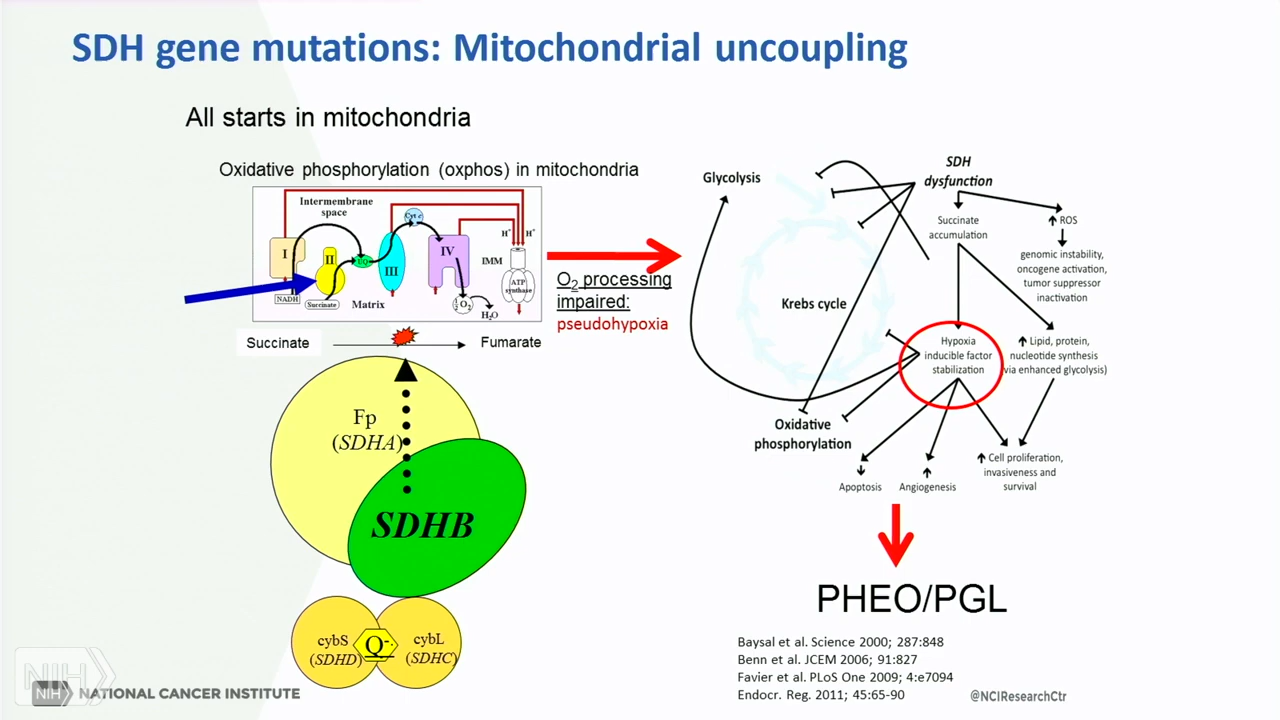 SDH gene mutations: Mitochondrial uncoupling
All starts in mitochondria
Oxidative phosphorylation (oxphos) in mitochondria
Intermembrane
space
Cyt c
I
II
UQ
III
IV
H+
H+
IMM
ATP
synthase
NADH
Succinate
Matrix
½O2
H2O
Succinate
Fumarate
O2 processing
impaired:
pseudohypoxia
Fp
(SDHA)
SDHB
cybS
(SDHD)
Q-.
cybL
(SDHC)
Glycolysis
SDH
dysfunction
Succinate
accumulation
ROS
genomic instability,
oncogene activation,
tumor suppressor
inactivation
Krebs cycle
Hypoxia
inducible factor
stabilization
Lipid, protein,
nucleotide synthesis
via enhanced glycolysis)
Oxidative
phosphorylation
Apoptosis
Angiogenesis
Cell proliferation,
invasiveness and
survival
PHEO/PGL
Baysal et al. Science 2000; 287:848
Benn et al. JCEM 2006; 91:827
Favier et al. PLoS One 2009; 4:e7094
Endocr. Reg. 2011; 45:65-90
NIH
NIH NATIONAL CANCER INSTITUTE
@NCIResearchCtr